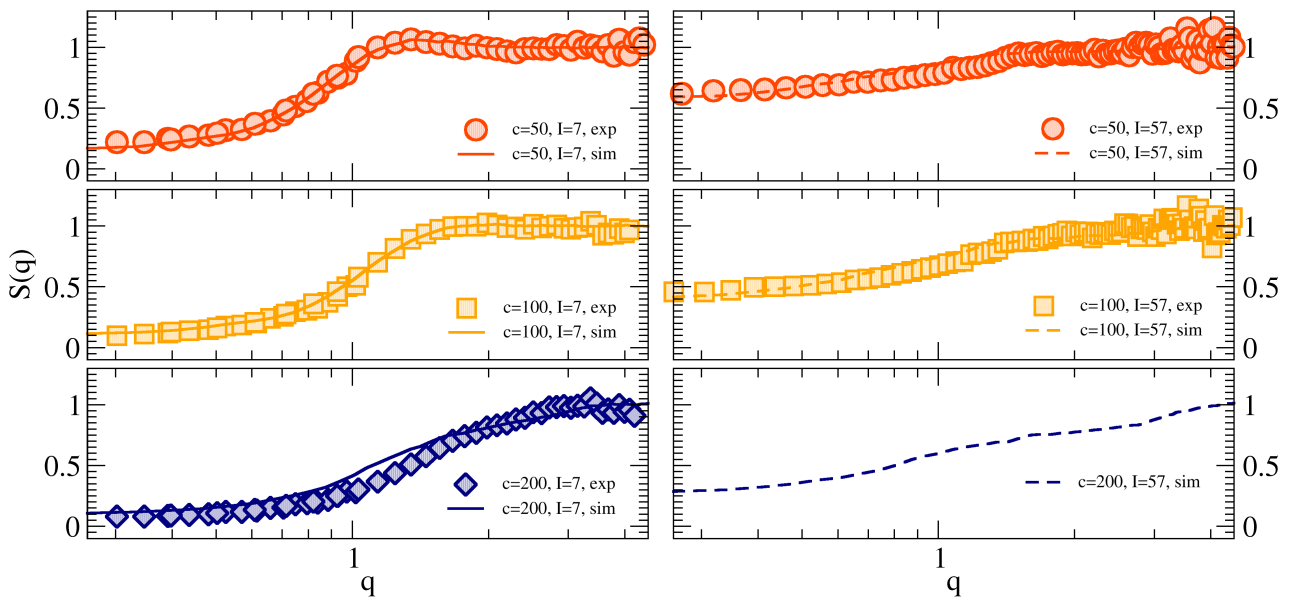 1
0.5
0
c=50, I=7, exp
c=50, I=7, sim
1
0.5
0
c=50, I=57, exp
c=50, I=57, sim
S(q)
1
0.5
0
c=100, I=7, exp
c=100, I=7, sim
1
0.5
0
c=100, I=57, exp
c=100, I=57, sim
1
0.5
0
c=200, I=7, exp
c=200, I=7, sim
1
0.5
0
c=200, I=57, sim
1
q
1
q